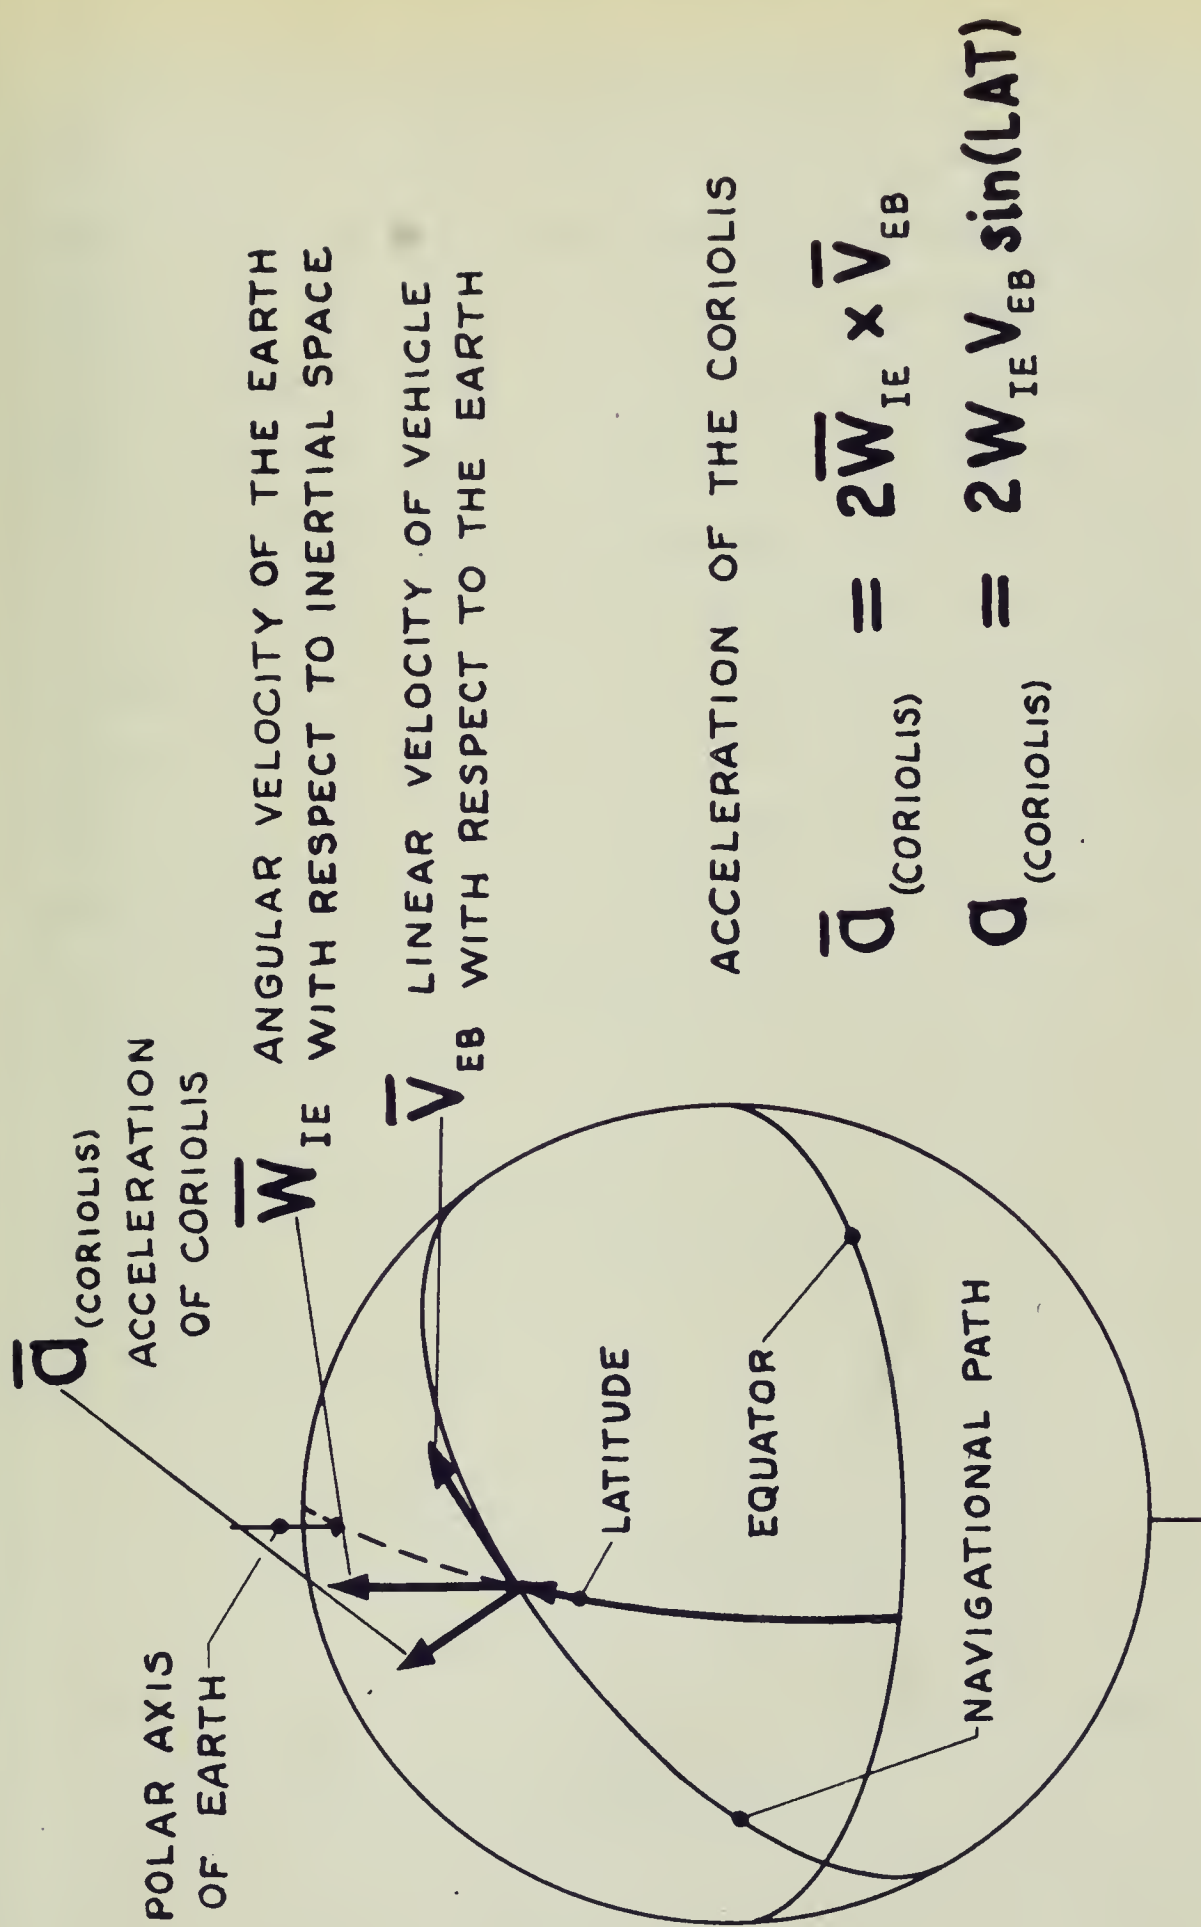 a̅ (CORIOLIS)
ACCELERATION
OF CORIOLIS
POLAR AXIS
OF EARTH
W̅ IE ANGULAR VELOCITY OF THE EARTH
WITH RESPECT TO INERTIAL SPACE
V̅ EB LINEAR VELOCITY OF VEHICLE
WITH RESPECT TO THE EARTH
LATITUDE
EQUATOR
NAVIGATIONAL PATH
ACCELERATION OF THE CORIOLIS
a̅ (CORIOLIS) = 2W̅ IE × V̅ EB
a (CORIOLIS) = 2W IE V EB sin(LAT)